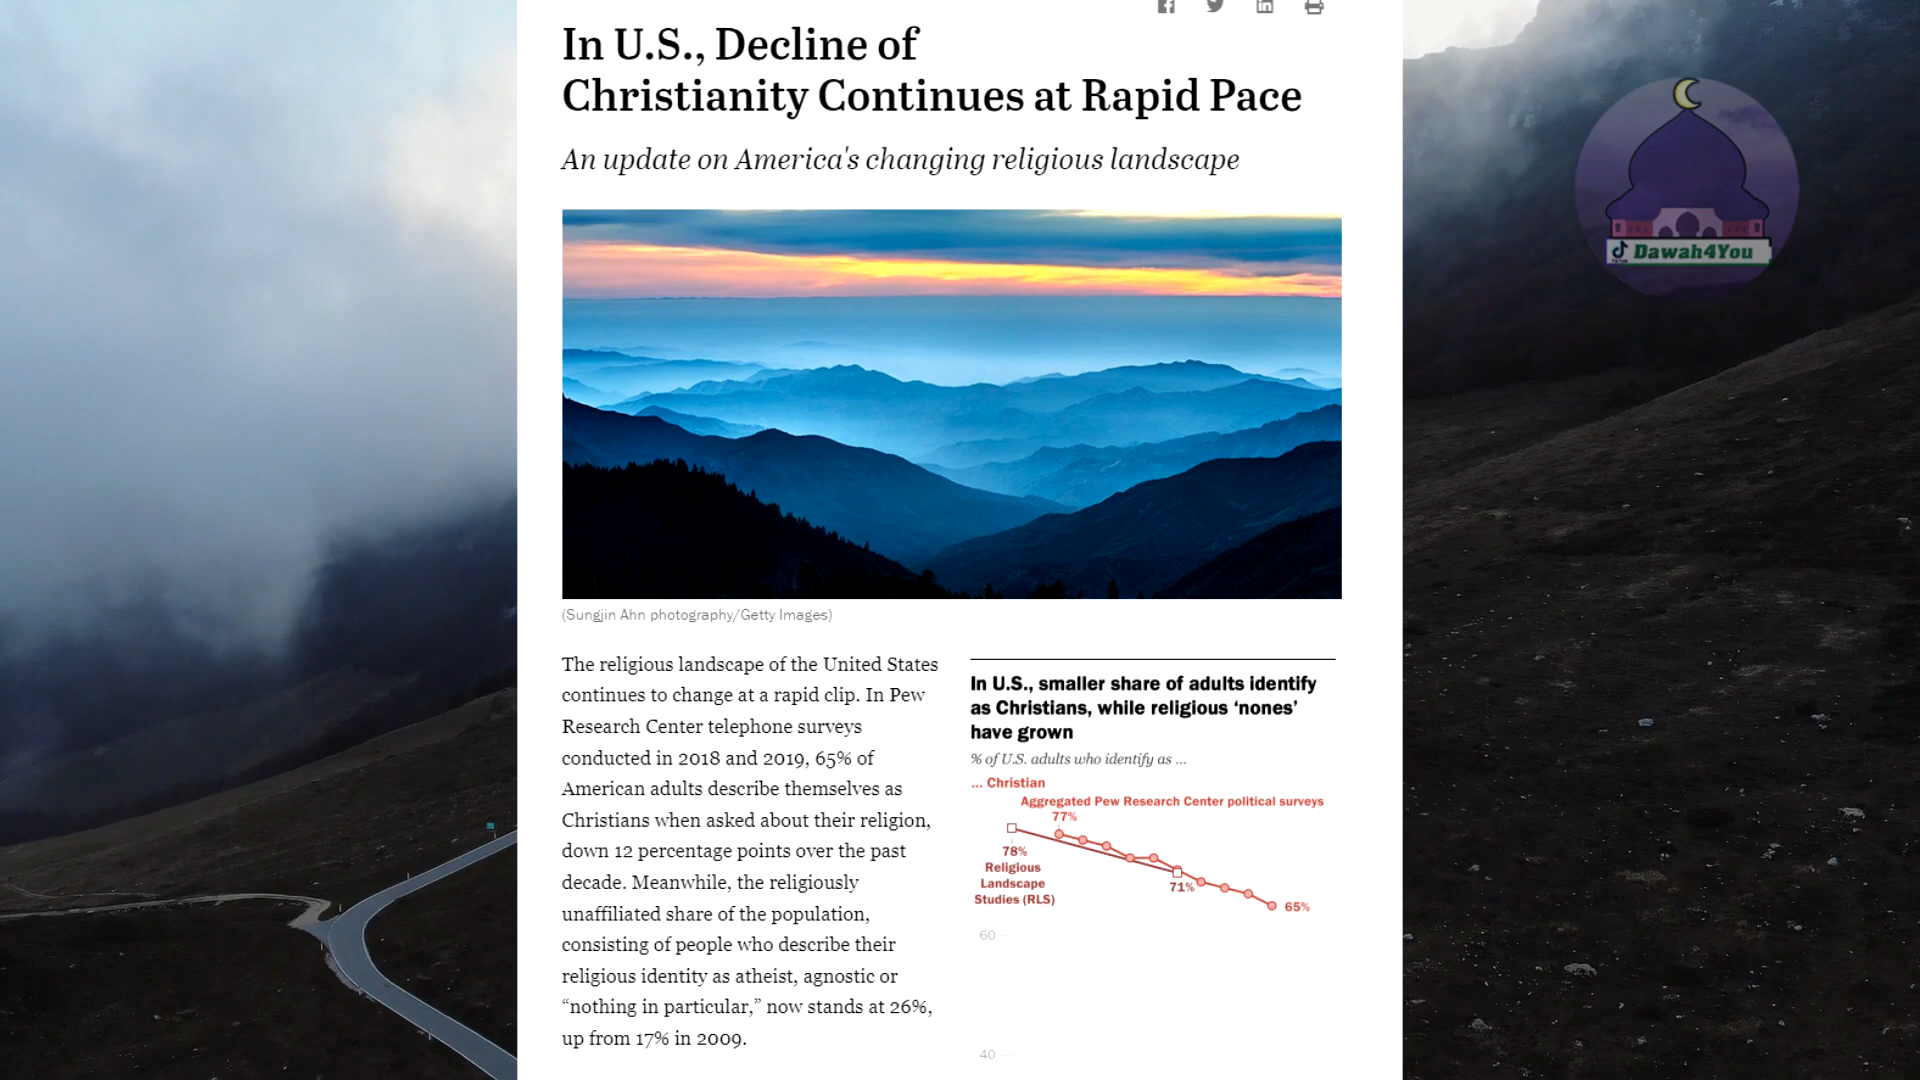 In U.S., Decline of
Christianity Continues at Rapid Pace
An update on America's changing religious landscape
Dawah4You
(Sungjin Ahn photography/Getty Images)
The religious landscape of the United States
continues to change at a rapid clip. In Pew
Research Center telephone surveys
conducted in 2018 and 2019, 65% of
American adults describe themselves as
Christians when asked about their religion,
down 12 percentage points over the past
decade. Meanwhile, the religiously
unaffiliated share of the population,
consisting of people who describe their
religious identity as atheist, agnostic or
“nothing in particular,” now stands at 26%,
up from 17% in 2009.
In U.S., smaller share of adults identify
as Christians, while religious ‘nones’
have grown
% of U.S. adults who identify as ...
... Christian
Aggregated Pew Research Center political surveys
77%
78%
Religious
Landscape
Studies (RLS)
71%
65%
60
40